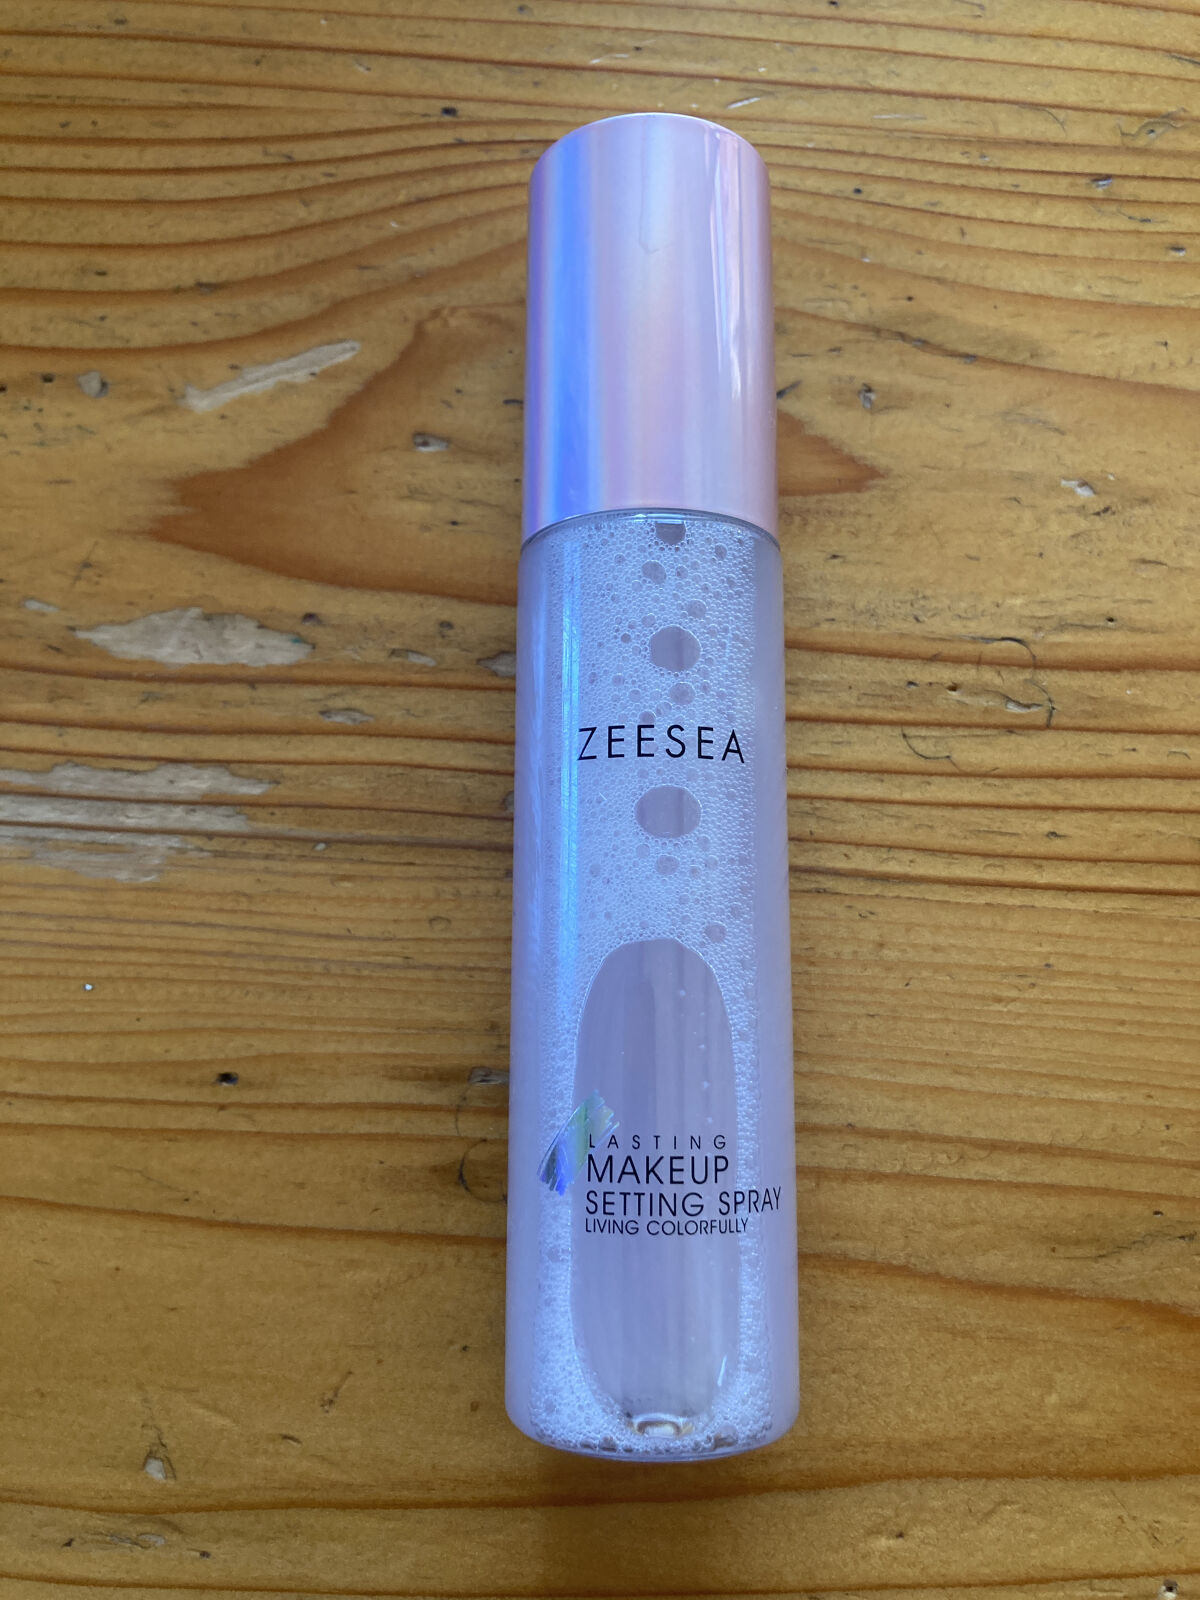 ZEESEA
LASTING
MAKEUP
SETTING SPRAY
LIVING COLORFULLY